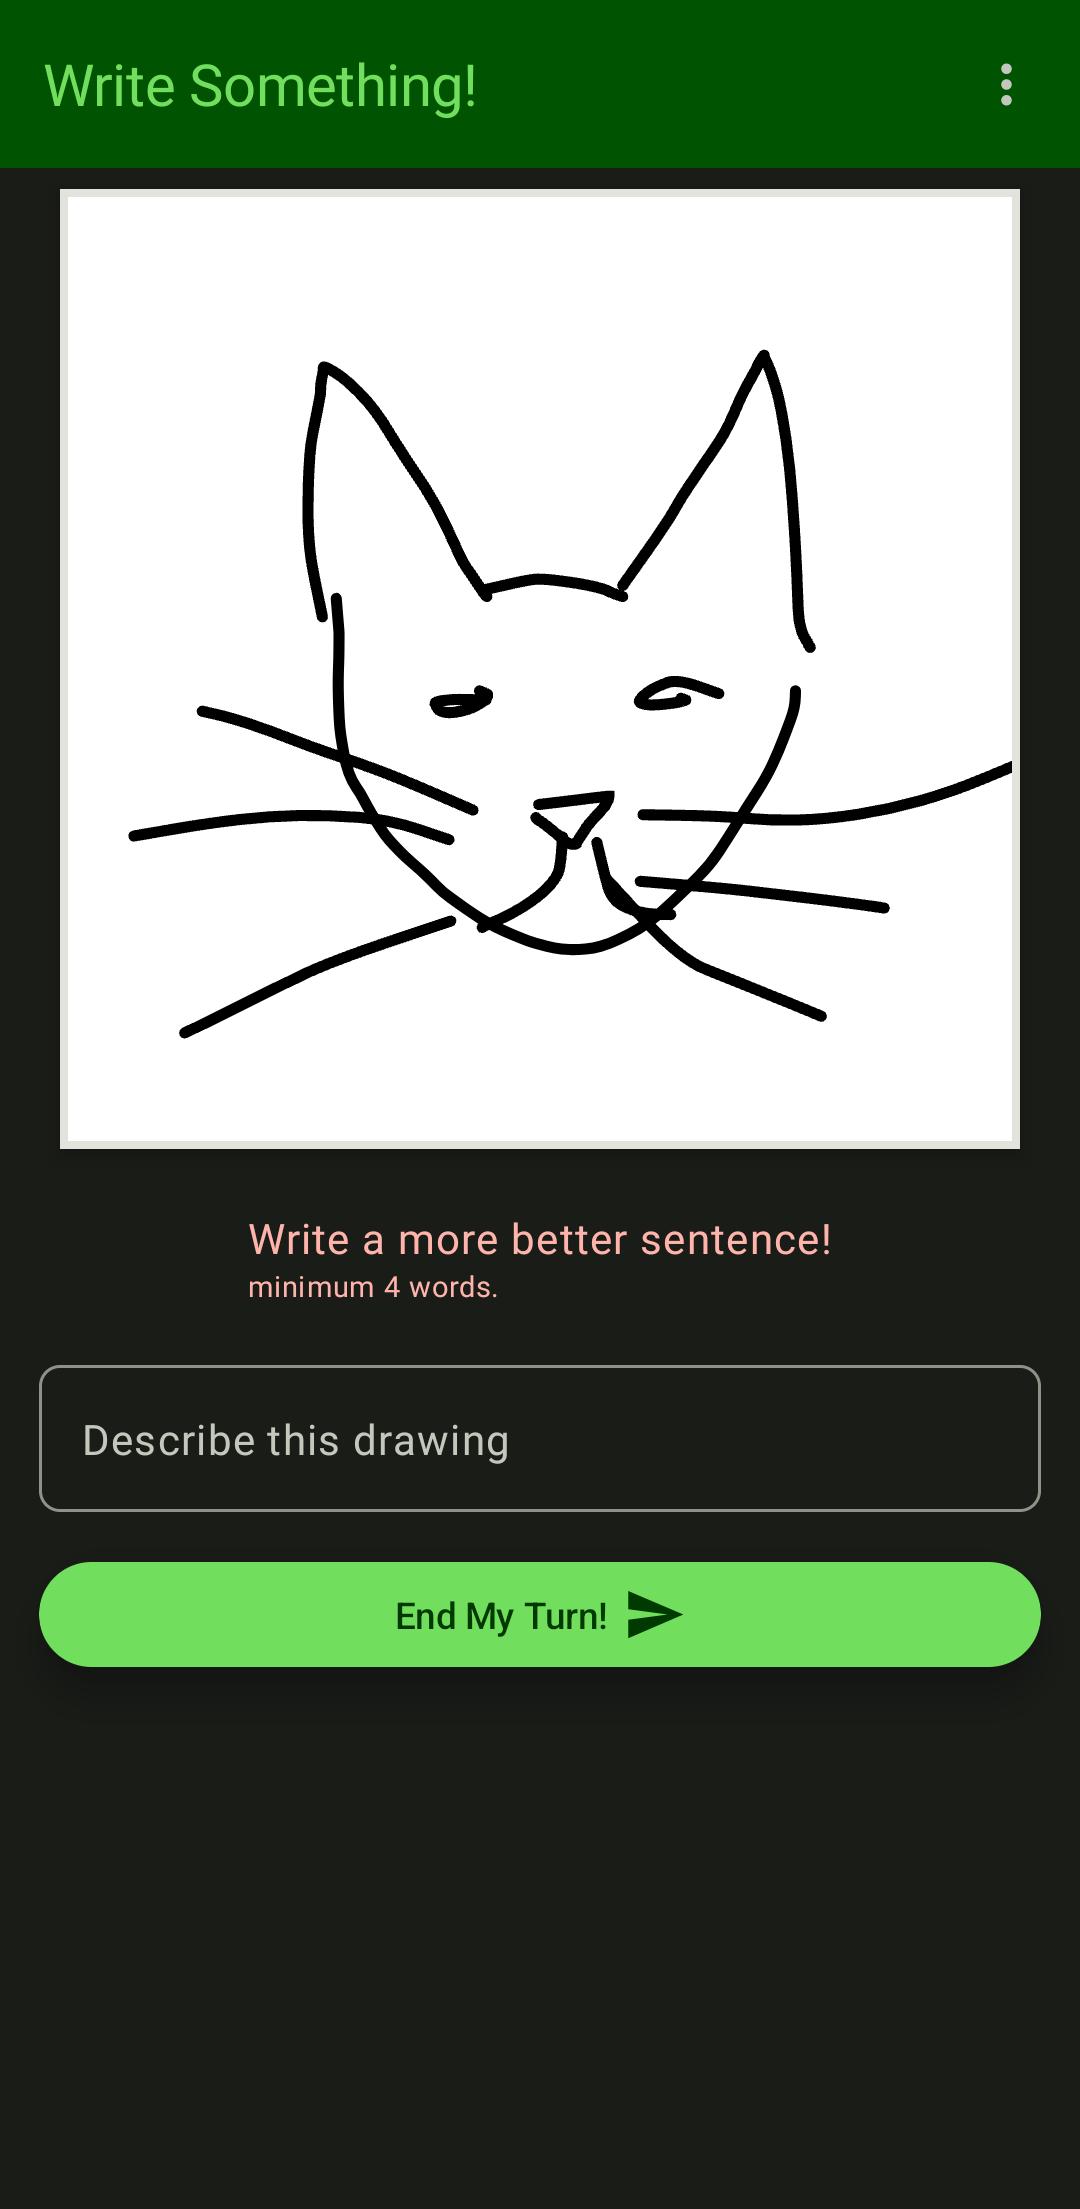 Write Something!
Write a more better sentence!
minimum 4 words.
Describe this drawing
End My Turn!